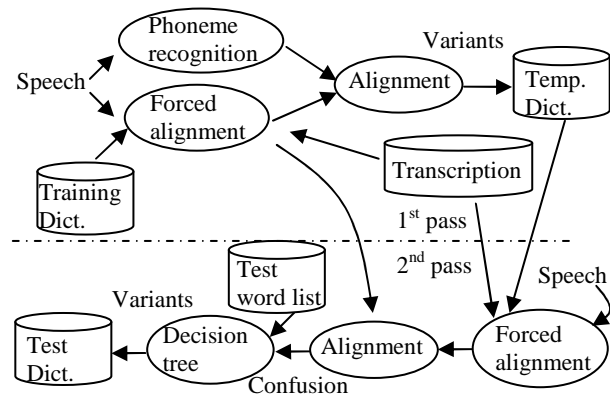 Phoneme
recognition
Variants
Speech
Alignment
Temp.
Dict.
Forced
alignment
Training
Dict.
Transcription
1st pass
2nd pass
Test
word list
Speech
Variants
Test
Dict.
Decision
tree
Alignment
Forced
alignment
Confusion